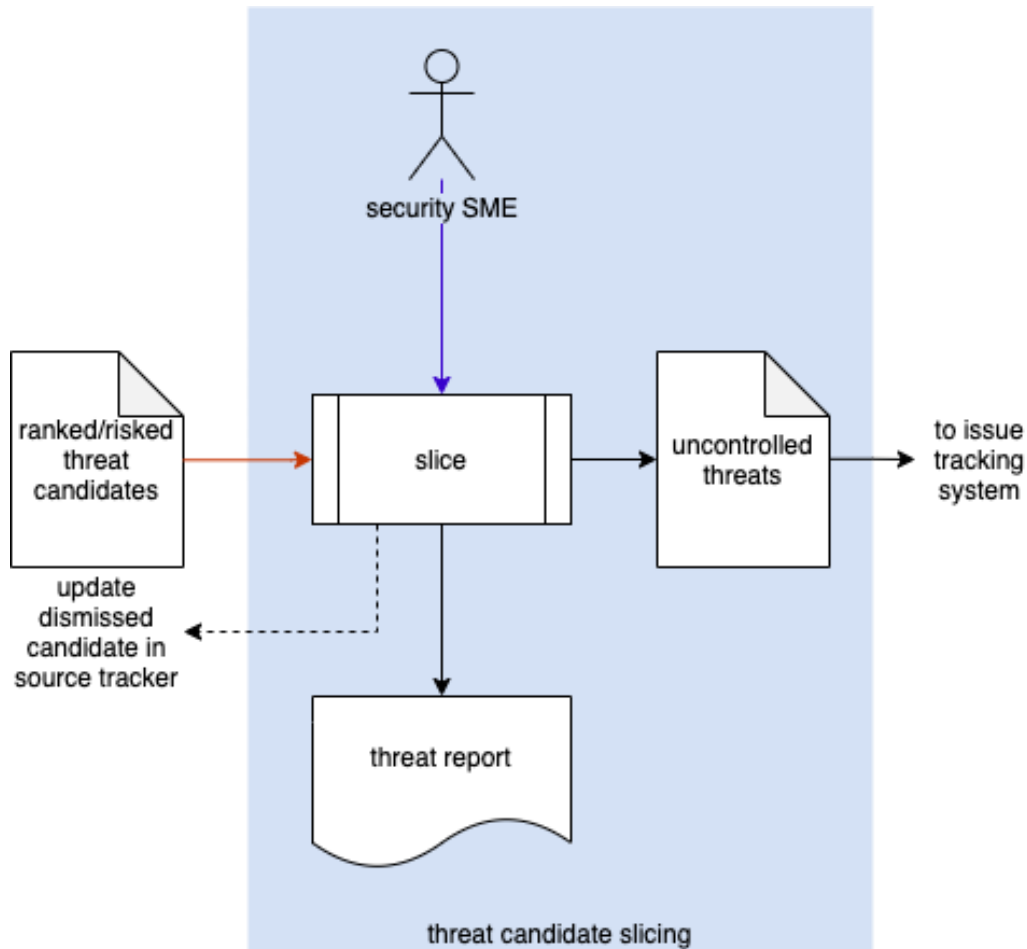 security SME
ranked/risked
threat
candidates
slice
uncontrolled
threats
to issue
tracking
system
update
dismissed
candidate in
source tracker
threat report
threat candidate slicing